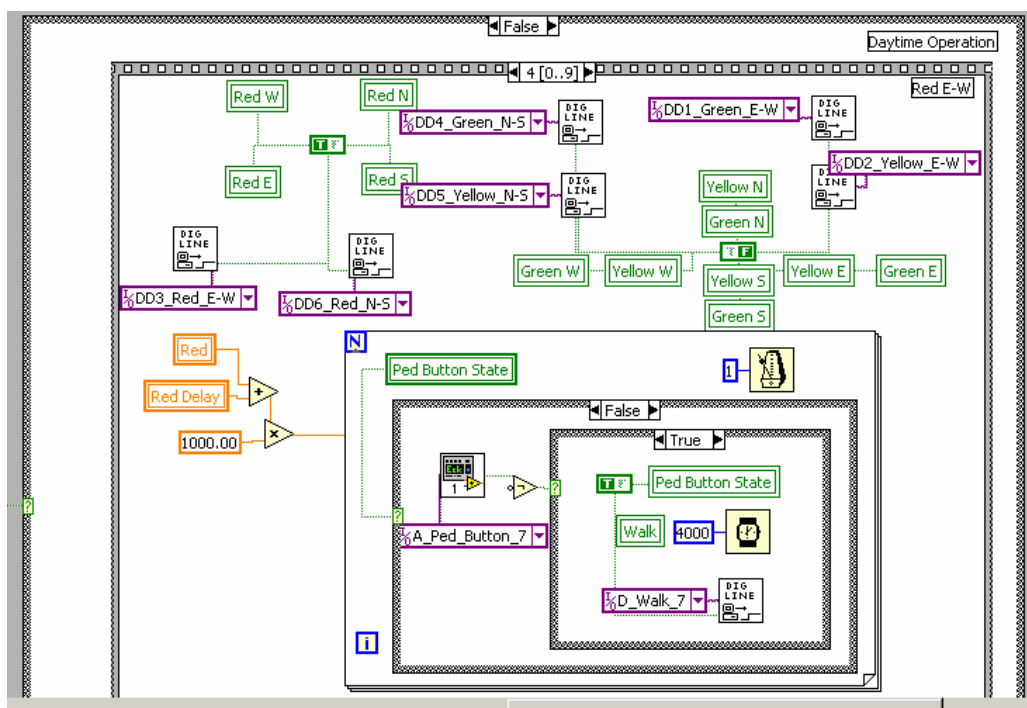 False
Daytime Operation
4 [0..9]
Red E-W
Red W
Red N
DD4_Green_N-S
DIG LINE
DD1_Green_E-W
DIG LINE
T F
Red E
Red S
DD5_Yellow_N-S
DIG LINE
Yellow N
DIG LINE
DD2_Yellow_E-W
Green N
DIG LINE
DIG LINE
F
Green W
Yellow W
Yellow S
Yellow E
Green E
DD3_Red_E-W
DD6_Red_N-S
Green S
N
Red
Ped Button State
1
Red Delay
+
False
1000.00
x
True
1
T
Ped Button State
?
?
?
A_Ped_Button_7
Walk
4000
D_Walk_7
DIG LINE
i